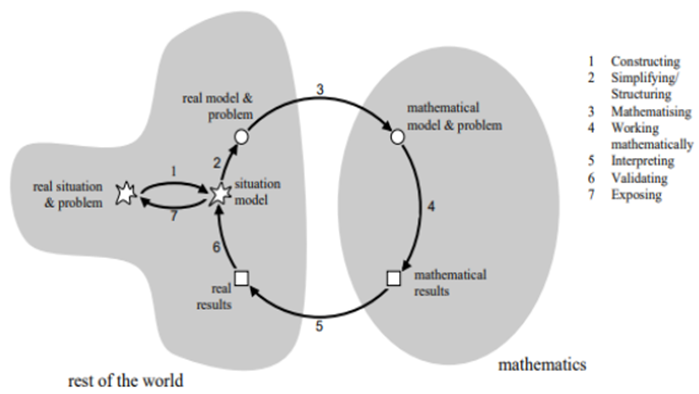 real situation
& problem
1
7
situation
model
2
real model &
problem
3
mathematical
model & problem
4
mathematical
results
5
real
results
6
rest of the world
mathematics
1 Constructing
2 Simplifying/
Structuring
3 Mathematising
4 Working
mathematically
5 Interpreting
6 Validating
7 Exposing